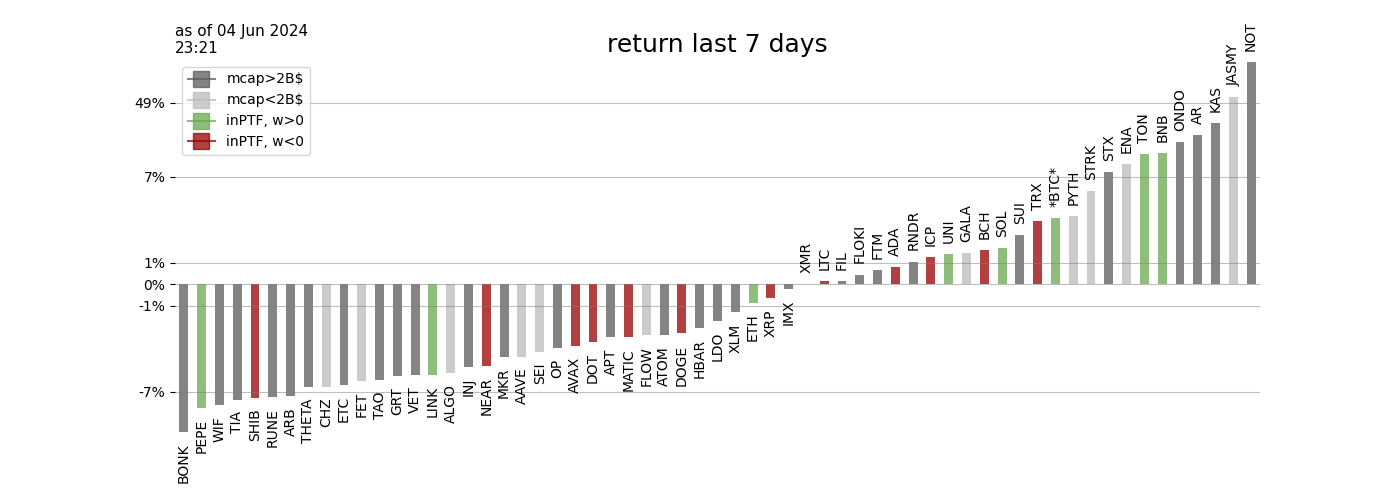 as of 04 Jun 2024
23:21
return last 7 days
mcap>2B$
mcap<2B$
inPTF, w>0
inPTF, w<0
49%
7%
1%
0%
-1%
-7%
BONK
PEPE
WIF
TIA
SHIB
RUNE
ARB
THETA
CHZ
ETC
FET
TAO
GRT
VET
LINK
ALGO
INJ
NEAR
MKR
AAVE
SEI
OP
AVAX
DOT
APT
MATIC
FLOW
ATOM
DOGE
HBAR
LDO
XLM
ETH
XRP
IMX
XMR
LTC
FIL
FLOKI
FTM
ADA
RNDR
ICP
UNI
GALA
BCH
SOL
SUI
TRX
*BTC*
PYTH
STRK
STX
ENA
TON
BNB
ONDO
AR
KAS
JASMY
NOT